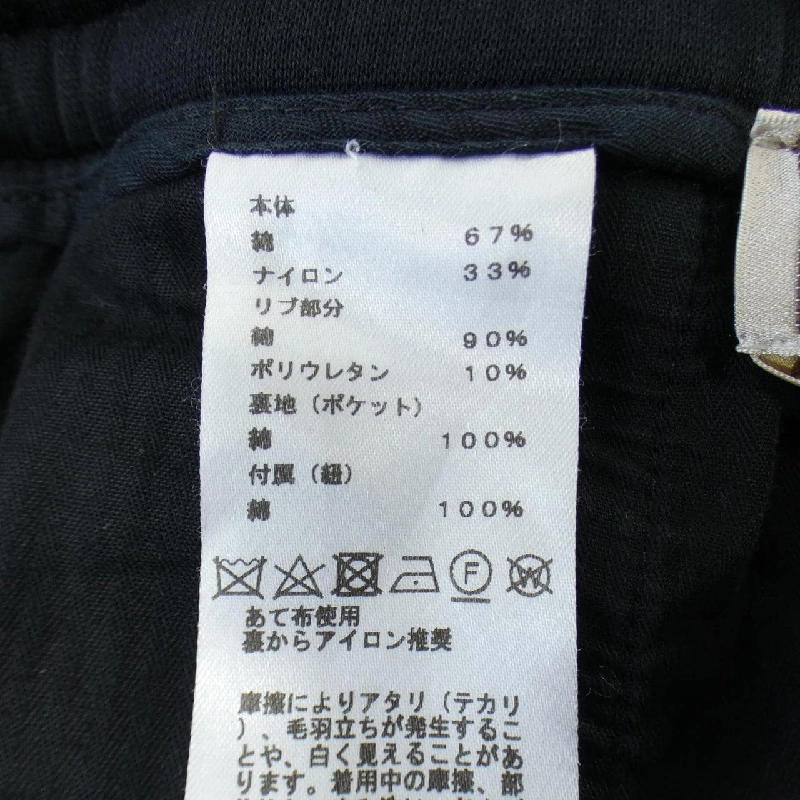 本体
綿 67%
ナイロン 33%
リブ部分
綿 90%
ポリウレタン 10%
裏地（ポケット）
綿 100%
付属（紐）
綿 100%
F W
あて布使用
裏からアイロン推奨
摩擦によりアタリ（テカリ
）、毛羽立ちが発生するこ
とや、白く見えることがあ
ります。着用中の摩擦、部